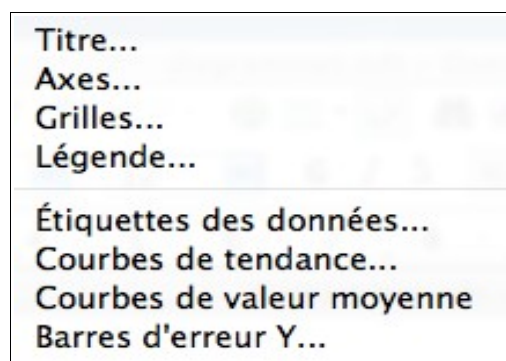 Titre...
Axes...
Grilles...
Légende...
Étiquettes des données...
Courbes de tendance...
Courbes de valeur moyenne
Barres d'erreur Y...